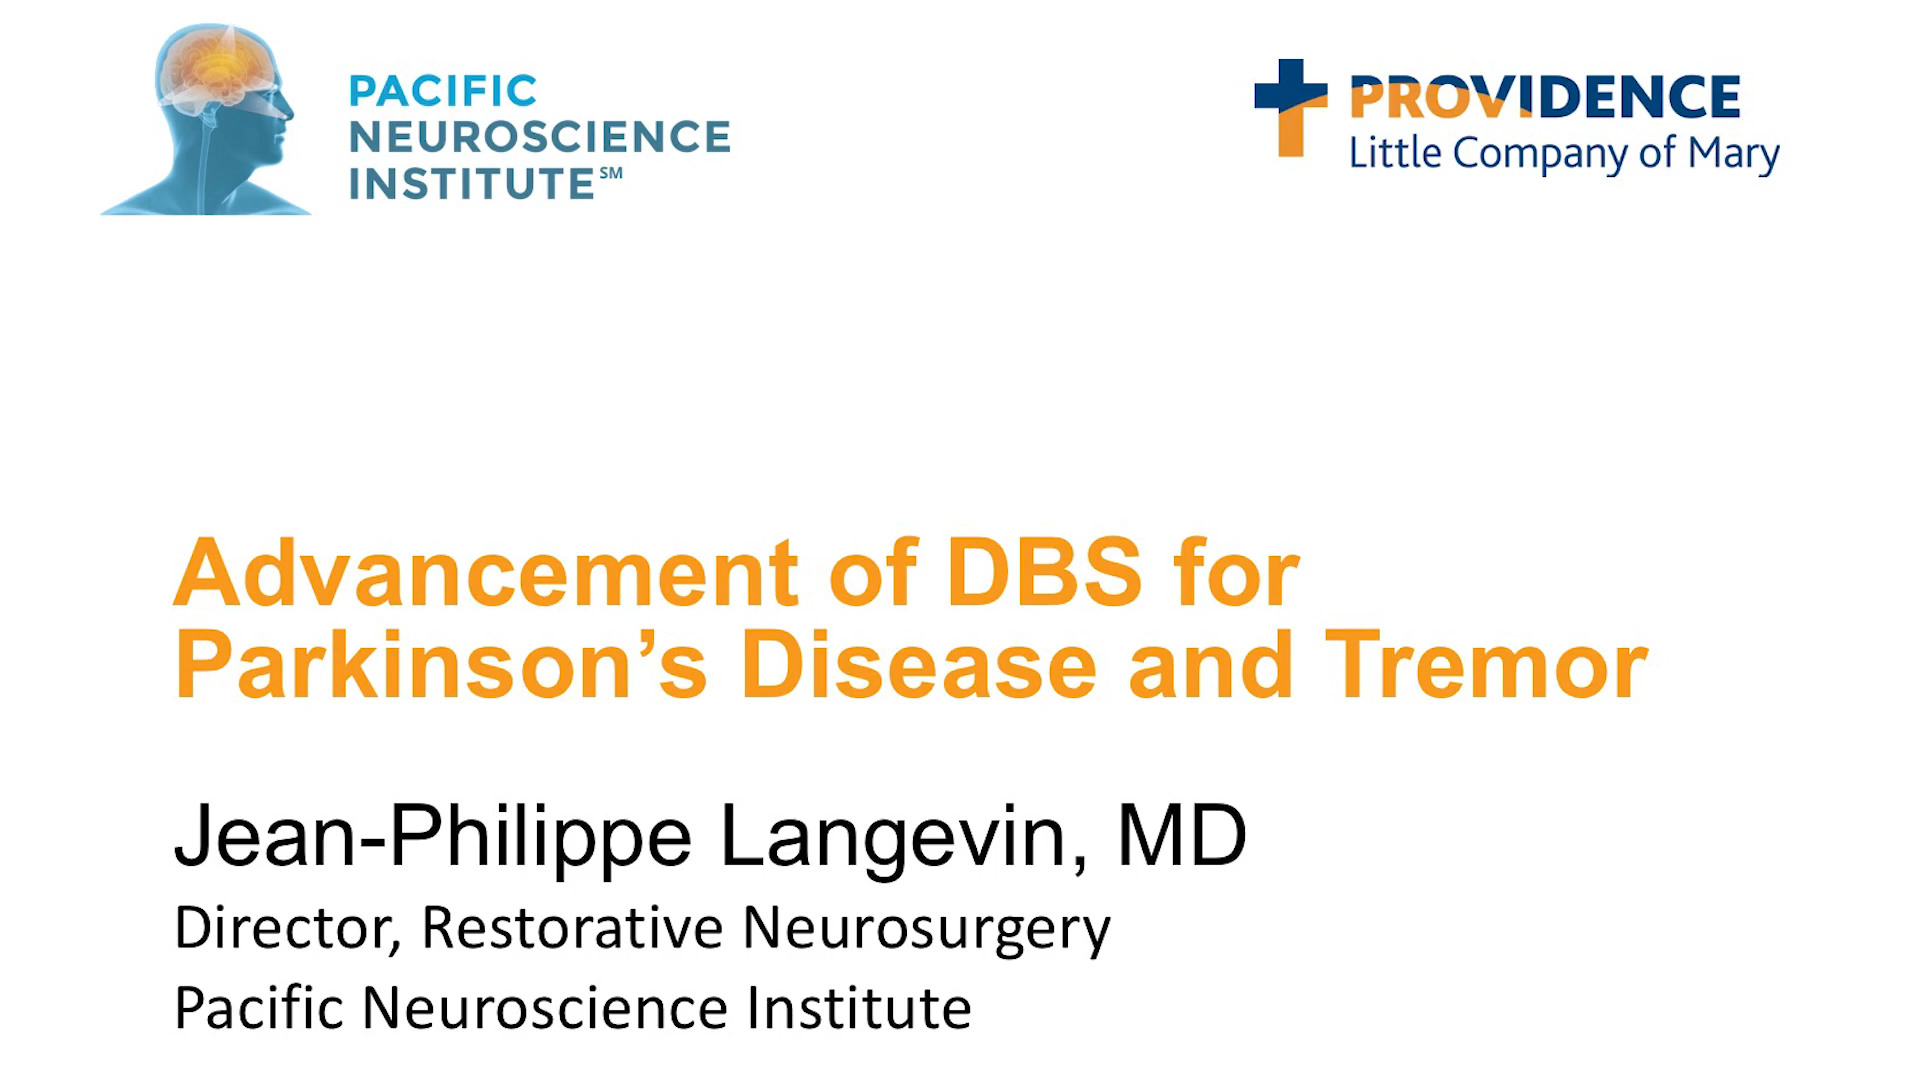 PACIFIC
NEUROSCIENCE
INSTITUTE℠
PROVIDENCE
Little Company of Mary
Advancement of DBS for
Parkinson’s Disease and Tremor
Jean-Philippe Langevin, MD
Director, Restorative Neurosurgery
Pacific Neuroscience Institute